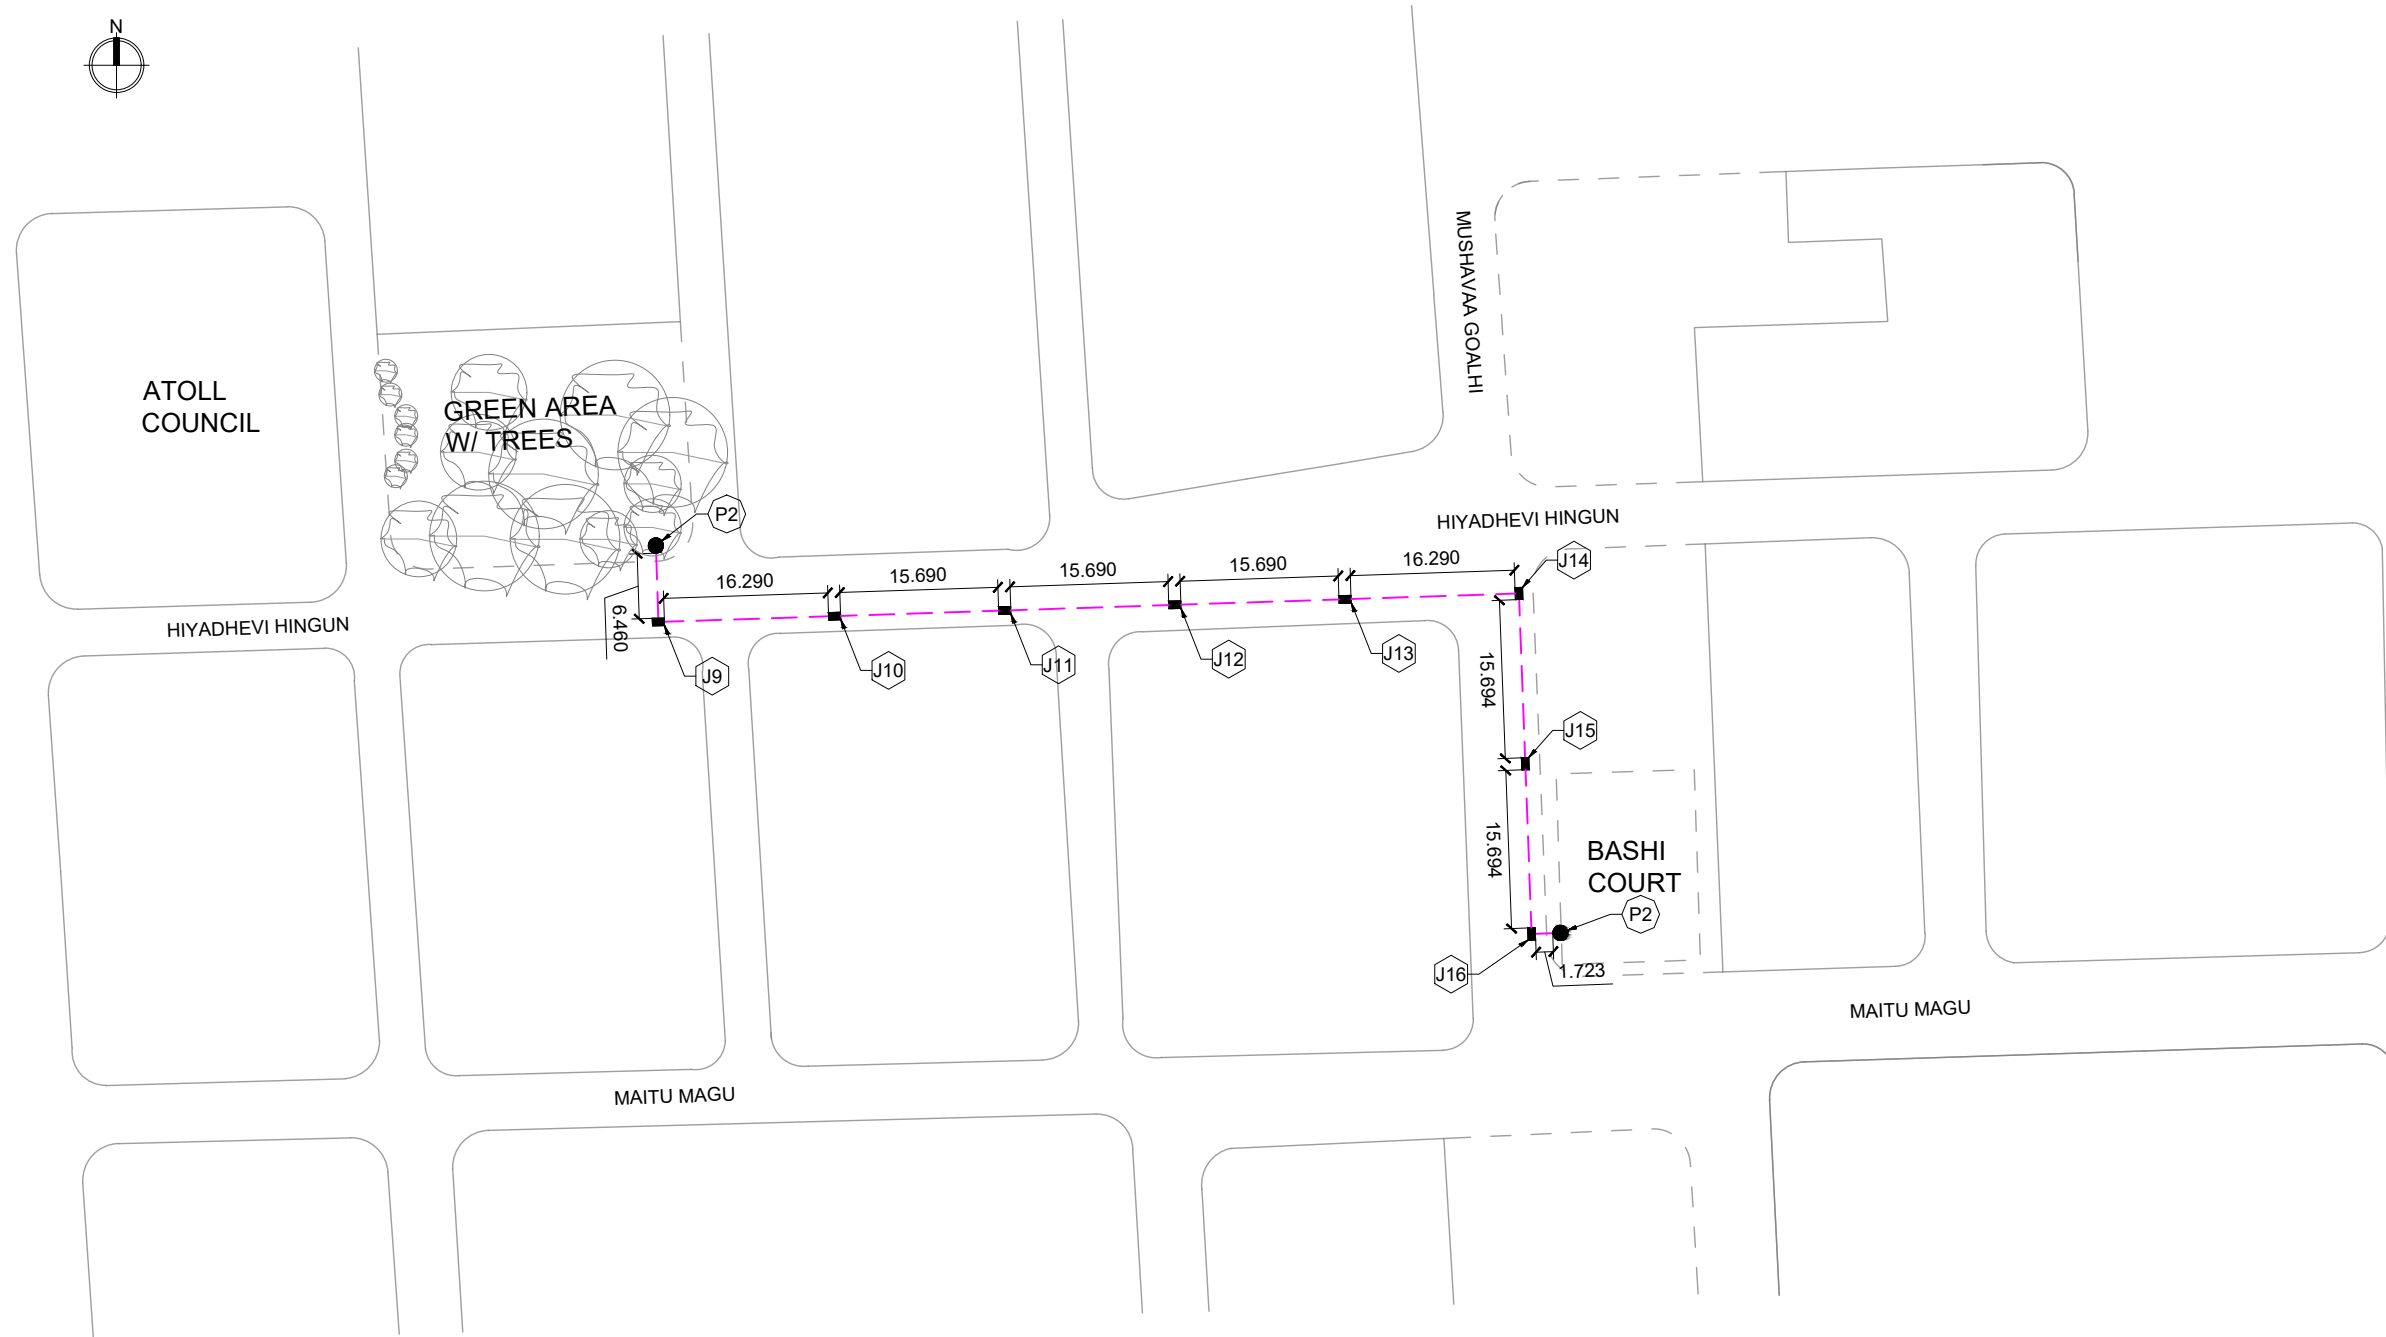 N
MUSHAVAA GOALHI
ATOLL
COUNCIL
GREEN AREA
W/ TREES
P2
HIYADHEVI HINGUN
J14
16.290
15.690
15.690
15.690
16.290
6.460
HIYADHEVI HINGUN
J9
J10
J11
J12
J13
15.694
J15
15.694
BASHI
COURT
P2
J16
1.723
MAITU MAGU
MAITU MAGU